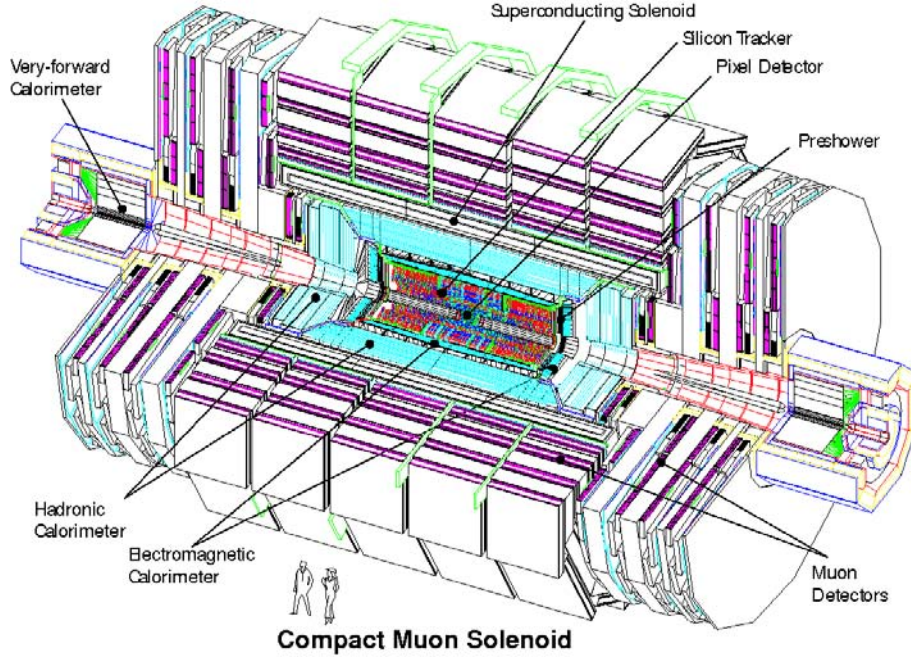 Superconducting Solenoid
Silicon Tracker
Pixel Detector
Very-forward
Calorimeter
Preshower
Hadronic
Calorimeter
Electromagnetic
Calorimeter
Muon
Detectors
Compact Muon Solenoid